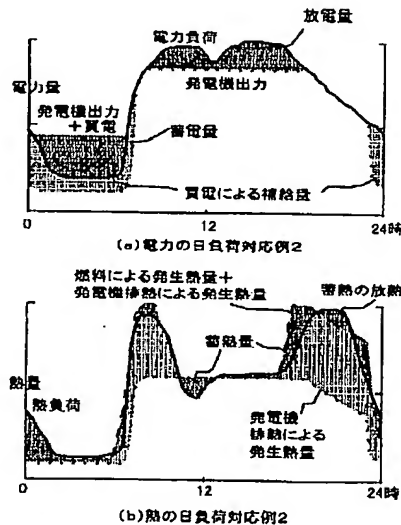 電力負荷
放電量
電力量
発電機出力
+買電
発電機出力
蓄電量
買電による補給量
0
12
24時
(a)電力の日負荷対応例2
燃料による発生熱量+
発電機排熱による発生熱量
蓄熱の放熱
熱量
熱負荷
蓄熱量
発電機
排熱による
発生熱量
0
12
24時
(b)熱の日負荷対応例2